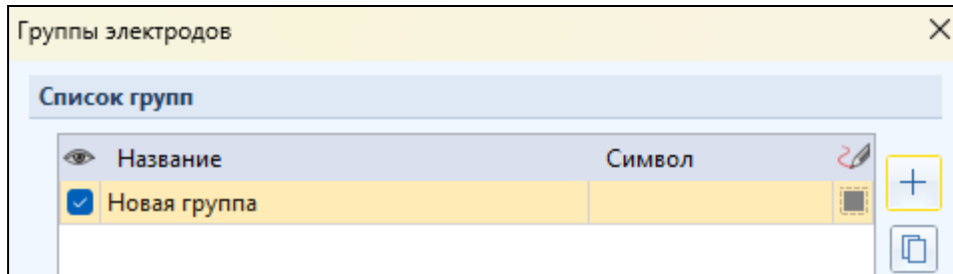 Группы электродов
Список групп
Название Символ
Новая группа